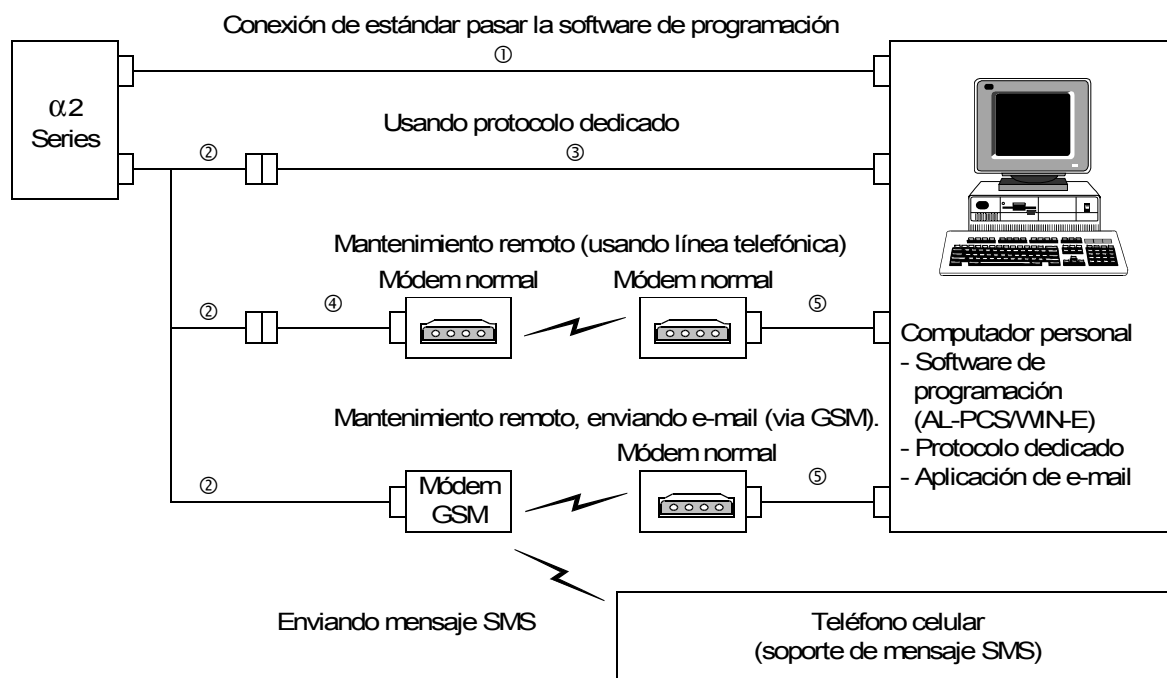 Conexión de estándar pasar la software de programación
①
α2
Series
Usando protocolo dedicado
②
③
Mantenimiento remoto (usando línea telefónica)
Módem normal
Módem normal
②
④
⑤
Computador personal
- Software de
programación
(AL-PCS/WIN-E)
- Protocolo dedicado
- Aplicación de e-mail
Mantenimiento remoto, enviando e-mail (via GSM).
Módem normal
②
Módem
GSM
⑤
Enviando mensaje SMS
Teléfono celular
(soporte de mensaje SMS)